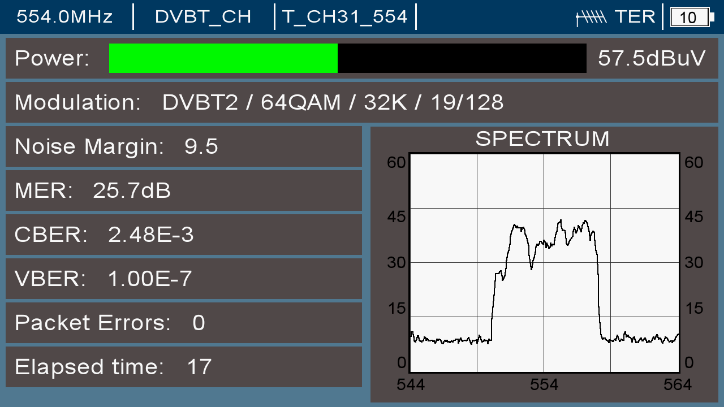 554.0MHz DVBT_CH T_CH31_554 TER 10
Power: 57.5dBuV
Modulation: DVBT2 / 64QAM / 32K / 19/128
Noise Margin: 9.5
MER: 25.7dB
CBER: 2.48E-3
VBER: 1.00E-7
Packet Errors: 0
Elapsed time: 17
SPECTRUM
60 60
45 45
30 30
15 15
0 0
544 554 564